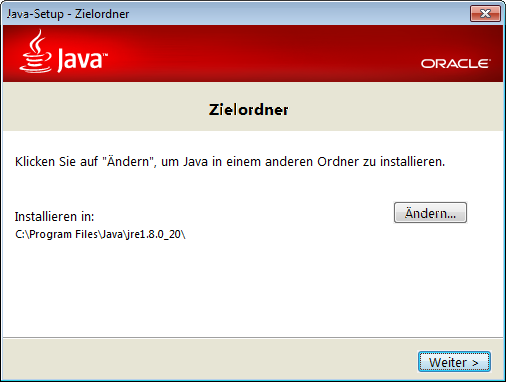 Java-Setup - Zielordner
Java™
ORACLE®
Zielordner
Klicken Sie auf "Ändern", um Java in einem anderen Ordner zu installieren.
Installieren in:
Ändern...
C:\Program Files\Java\jre1.8.0_20\
Weiter >